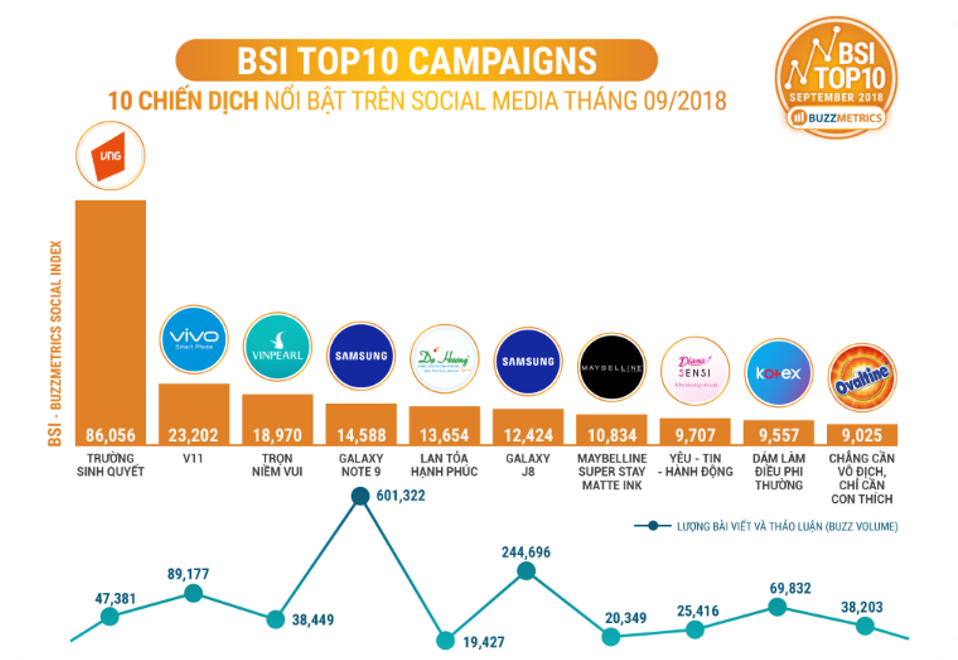 BSI TOP10 CAMPAIGNS
10 CHIẾN DỊCH NỔI BẬT TRÊN SOCIAL MEDIA THÁNG 09/2018
BSI
TOP10
SEPTEMBER 2018
BUZZMETRICS
BSI - BUZZMETRICS SOCIAL INDEX
VNG
vivo
Smart Phone
VINPEARL
SAMSUNG
Dạ Hương
SAMSUNG
MAYBELLINE
Diana
SENSI
kotex
Ovaltine
86,056
23,202
18,970
14,588
13,654
12,424
10,834
9,707
9,557
9,025
TRƯỜNG
SINH QUYẾT
V11
TRỌN
NIỀM VUI
GALAXY
NOTE 9
LAN TỎA
HẠNH PHÚC
GALAXY
J8
MAYBELLINE
SUPER STAY
MATTE INK
YÊU - TIN
- HÀNH ĐỘNG
DÁM LÀM
ĐIỀU PHI
THƯỜNG
CHẲNG CẦN
VÔ ĐỊCH,
CHỈ CẦN
CON THÍCH
LƯỢNG BÀI VIẾT VÀ THẢO LUẬN (BUZZ VOLUME)
47,381
89,177
38,449
601,322
19,427
244,696
20,349
25,416
69,832
38,203